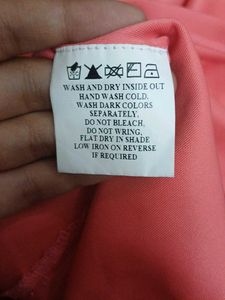 WASH AND DRY INSIDE OUT
HAND WASH COLD.
WASH DARK COLORS
SEPARATELY.
DO NOT BLEACH.
DO NOT WRING,
FLAT DRY IN SHADE
LOW IRON ON REVERSE
IF REQUIRED